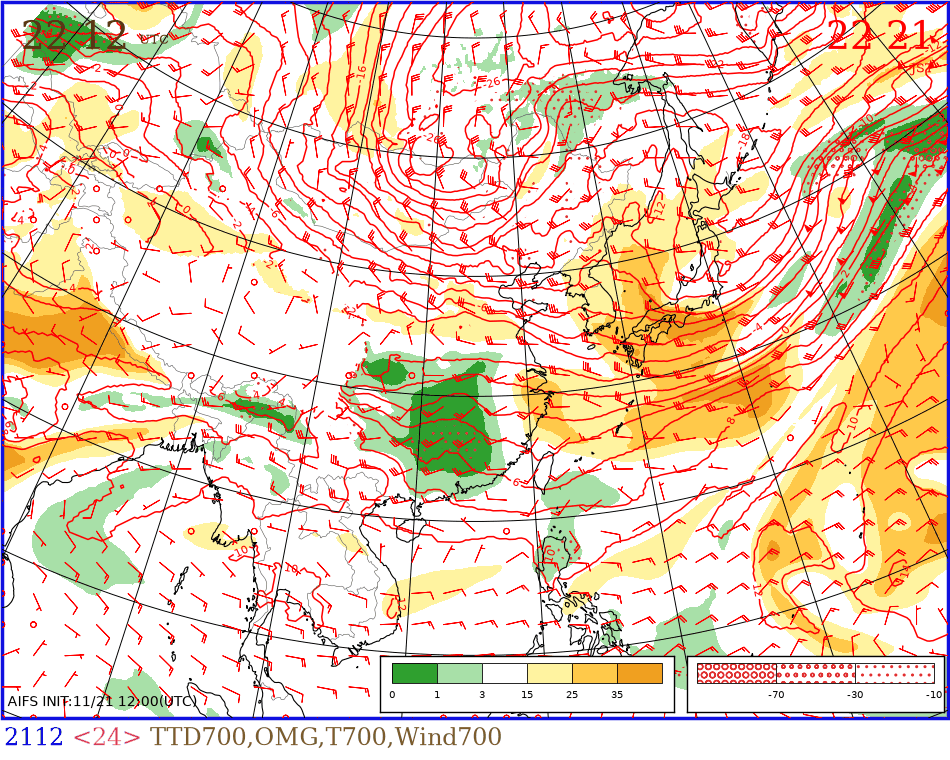 22 12 UTC
22 21 JST
AIFS INIT:11/21 12:00(UTC)
0 1 3 15 25 35
-70 -30 -10
2112 <24> TTD700,OMG,T700,Wind700